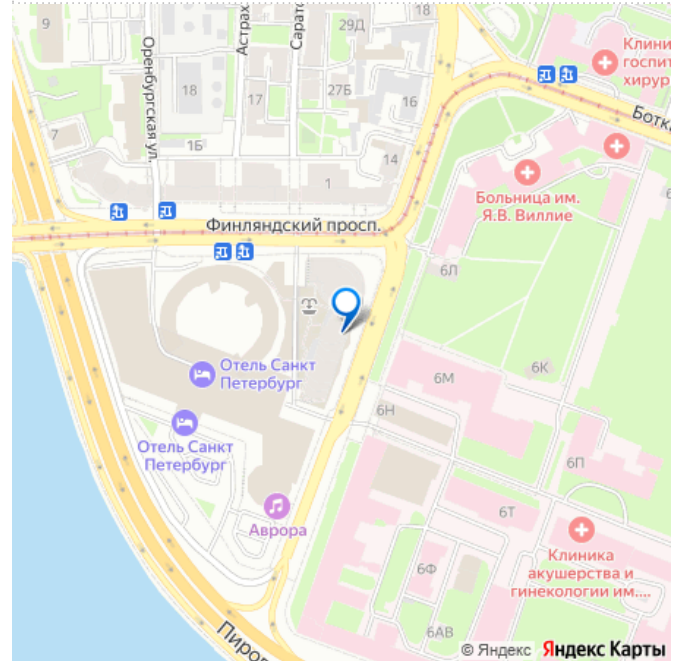 9
29Д
18
Клини
госпит
хирур
Оренбургская ул.
Астрах
Сарато
18
17
27Б
16
Ботк
7
1Б
14
1
Больница им.
Я.В. Виллие
Финляндский просп.
6Л
Отель Санкт
Петербург
6М
6К
6Н
Отель Санкт
Петербург
6П
Аврора
6Т
Клиника
акушерства и
гинекологии им....
6Ф
6АВ
Пирог
© Яндекс Яндекс Карты